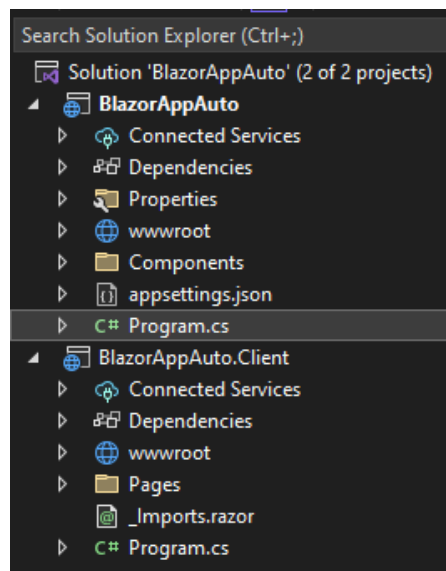 Search Solution Explorer (Ctrl+;)
Solution 'BlazorAppAuto' (2 of 2 projects)
BlazorAppAuto
Connected Services
Dependencies
Properties
wwwroot
Components
appsettings.json
C# Program.cs
BlazorAppAuto.Client
Connected Services
Dependencies
wwwroot
Pages
_Imports.razor
C# Program.cs